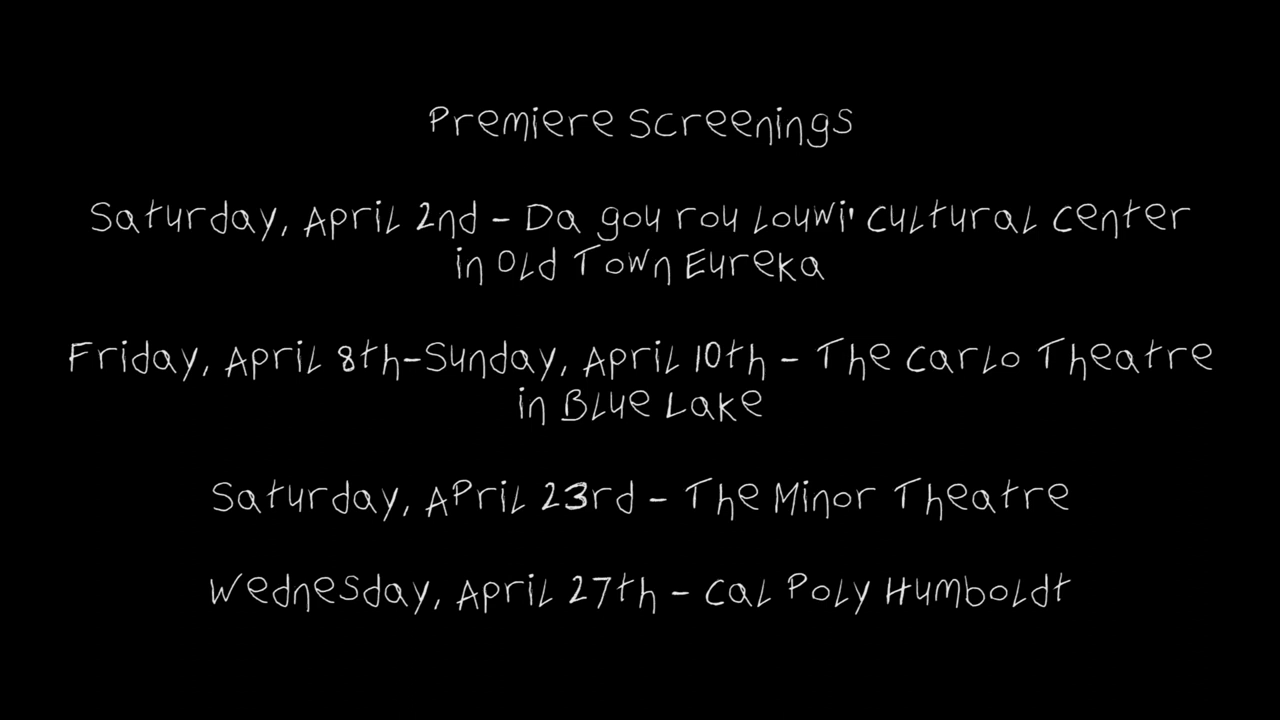 Premiere Screenings
Saturday, April 2nd - Da gou rou louwi' Cultural Center
in Old Town Eureka
Friday, April 8th-Sunday, April 10th - The Carlo Theatre
in Blue Lake
Saturday, April 23rd - The Minor Theatre
Wednesday, April 27th - Cal Poly Humboldt